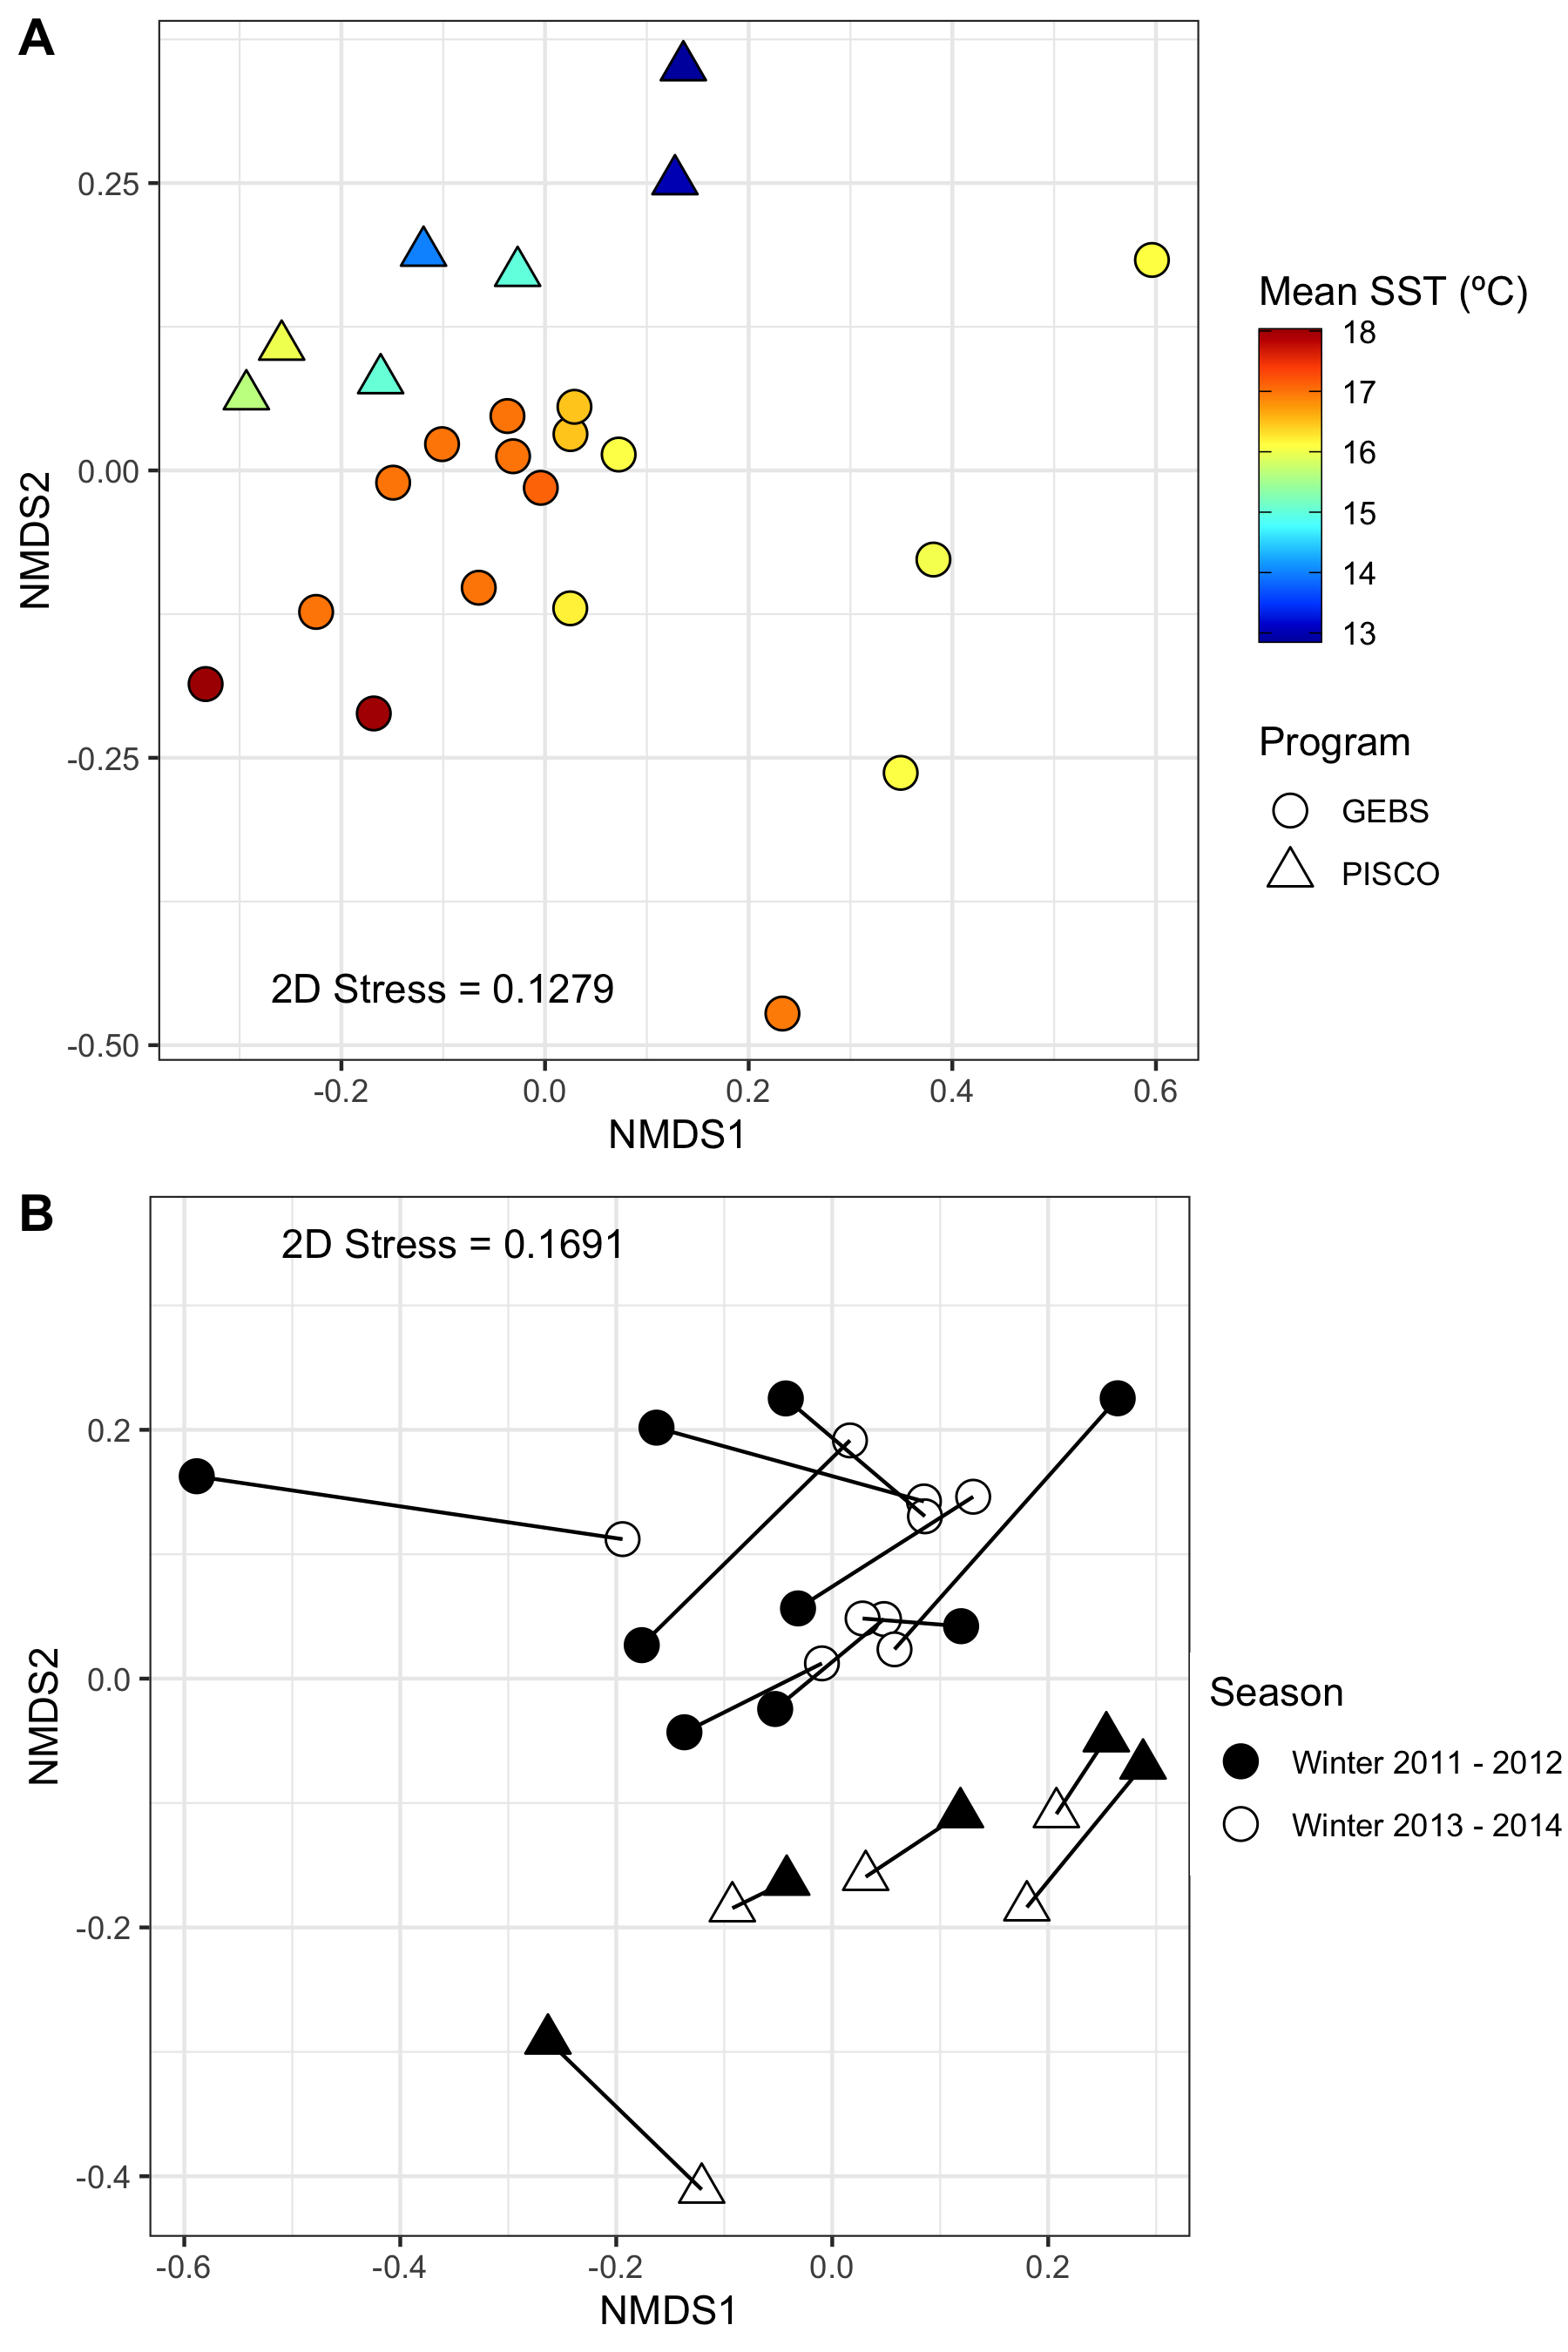 A
0.25
0.00
-0.25
-0.50
NMDS2
2D Stress = 0.1279
-0.2 0.0 0.2 0.4 0.6
NMDS1
Mean SST (ºC)
18
17
16
15
14
13
Program
GEBS
PISCO
B
2D Stress = 0.1691
0.2
0.0
-0.2
-0.4
NMDS2
-0.6 -0.4 -0.2 0.0 0.2
NMDS1
Season
Winter 2011 - 2012
Winter 2013 - 2014